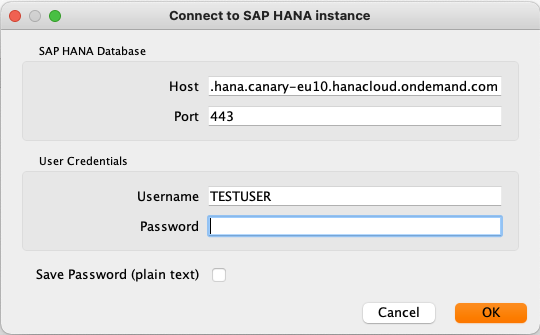 Connect to SAP HANA instance
SAP HANA Database
Host .hana.canary-eu10.hanacloud.ondemand.com
Port 443
User Credentials
Username TESTUSER
Password
Save Password (plain text)
Cancel OK